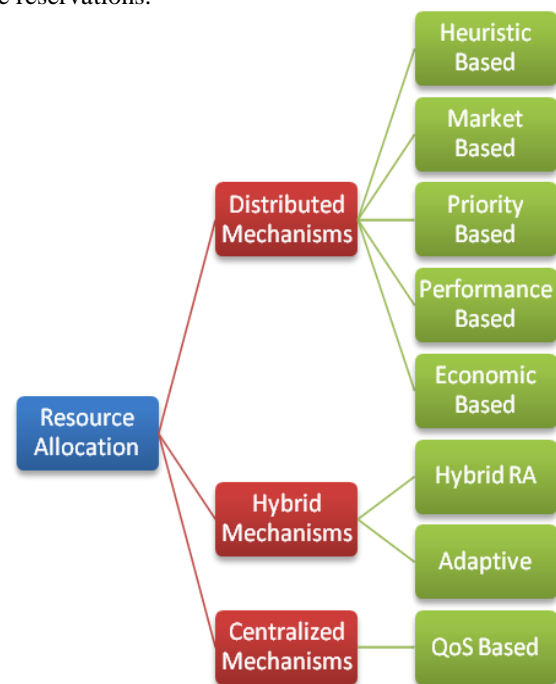 e reservations.
Heuristic
Based
Market
Based
Distributed
Mechanisms
Priority
Based
Performance
Based
Economic
Based
Resource
Allocation
Hybrid
Mechanisms
Hybrid RA
Adaptive
Centralized
Mechanisms
QoS Based